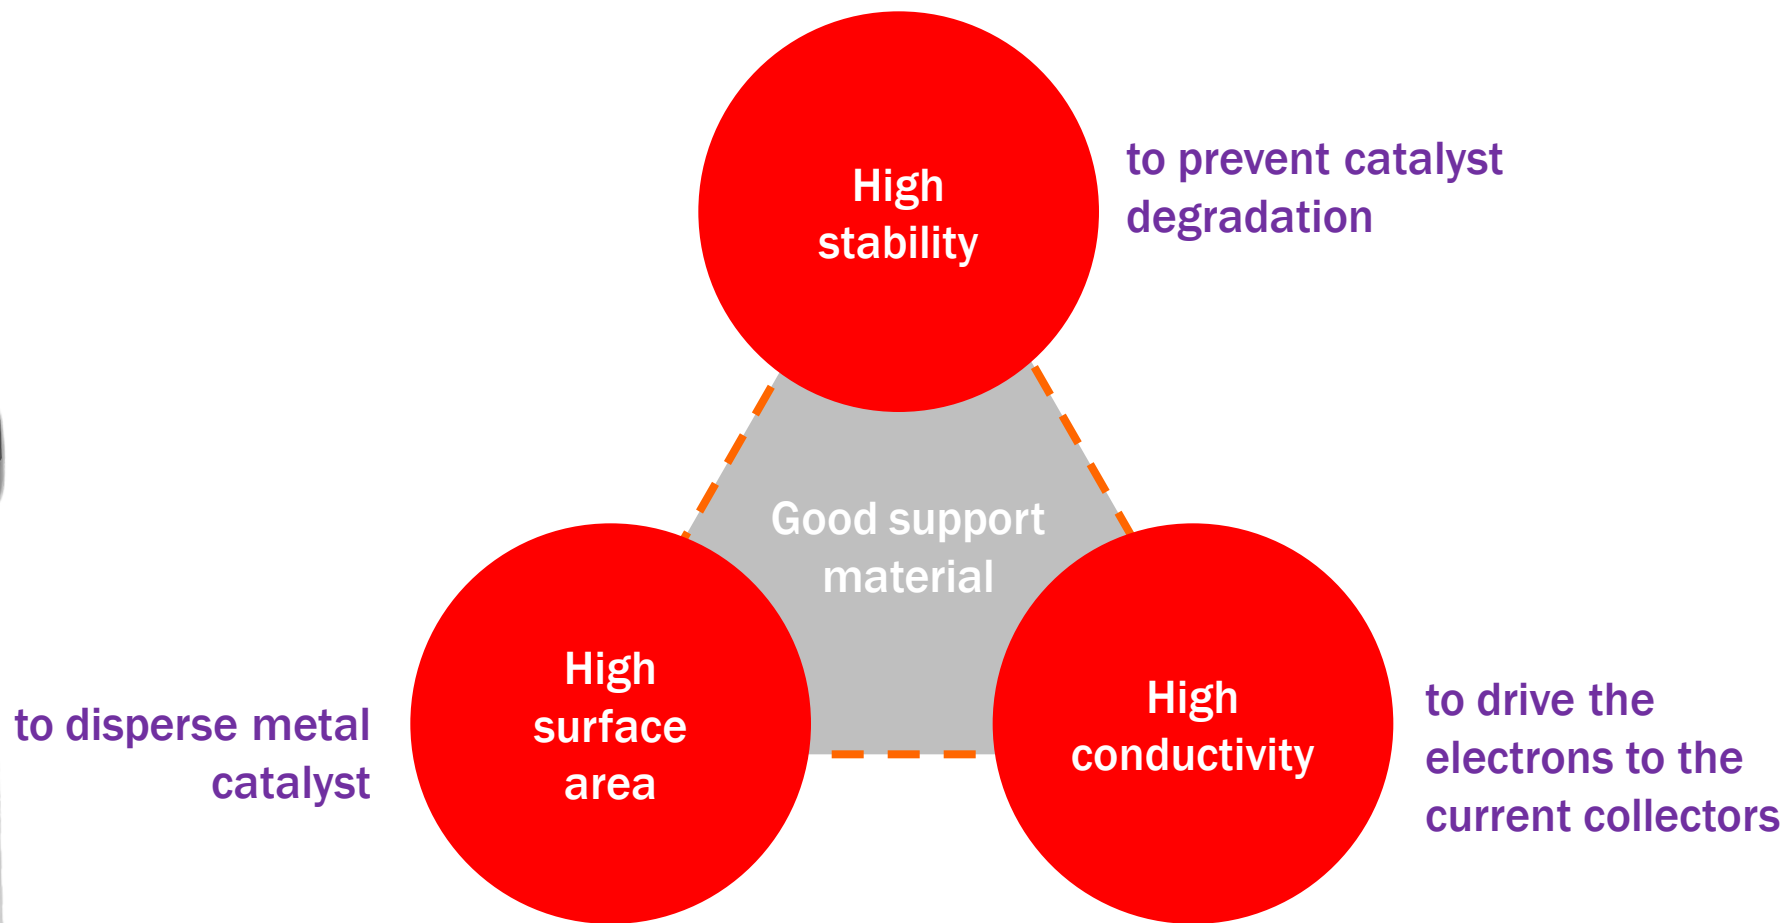 High
stability
to prevent catalyst
degradation
Good support
material
High
surface
area
to disperse metal
catalyst
High
conductivity
to drive the
electrons to the
current collectors